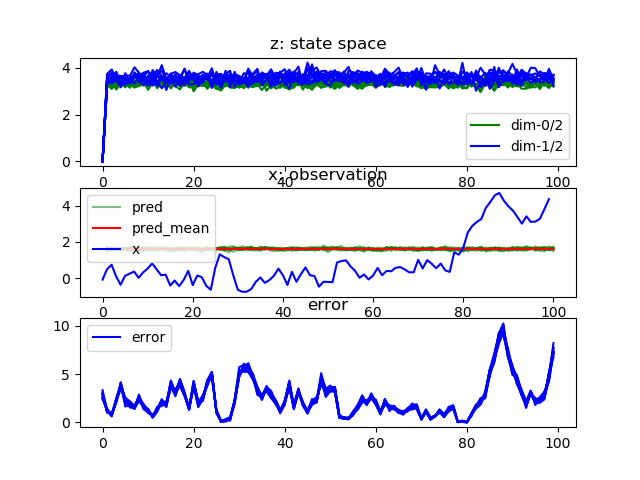 z: state space
4
2
0
dim-0/2
dim-1/2
0 20 40 60 80 100
x: observation
4
2
0
pred
pred_mean
x
0 20 40 60 80 100
error
10
5
0
error
0 20 40 60 80 100